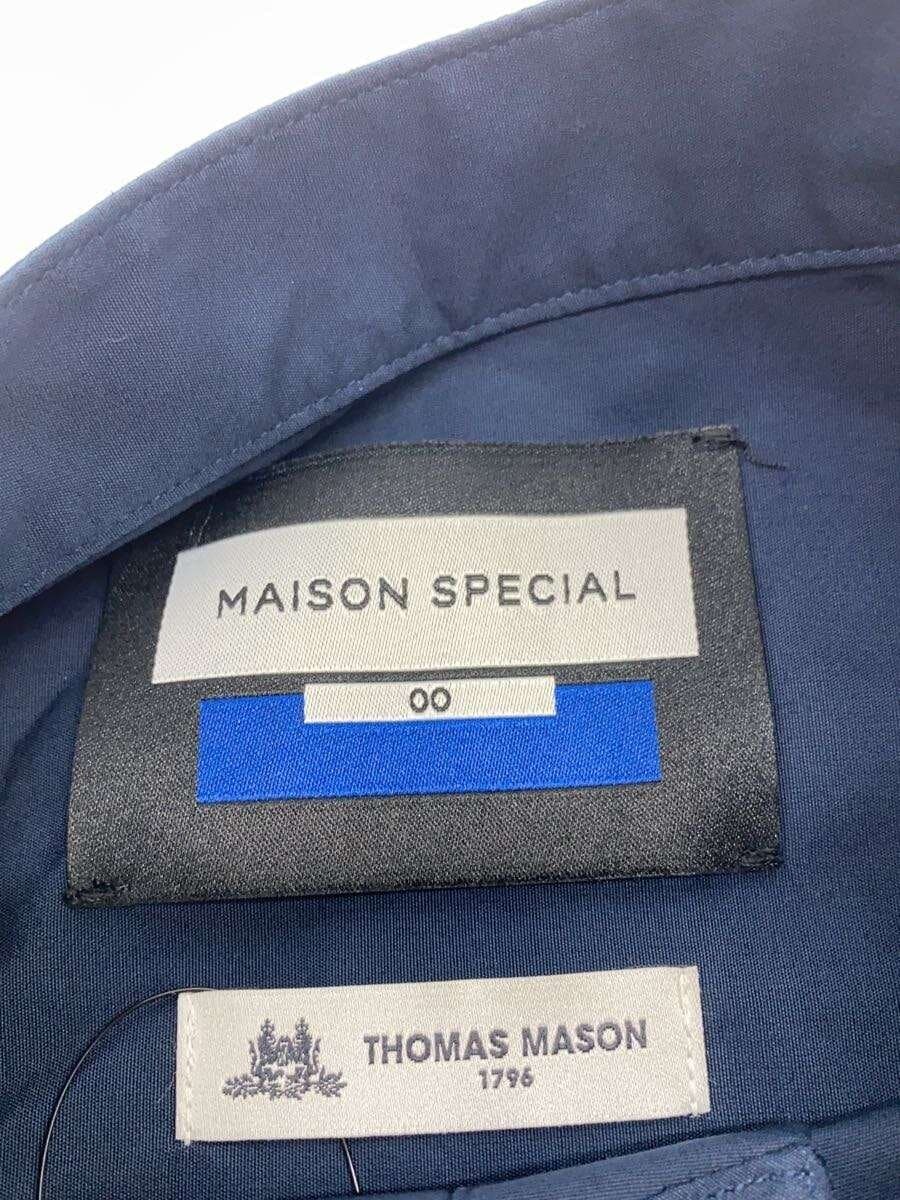 MAISON SPECIAL
00
THOMAS MASON
1796